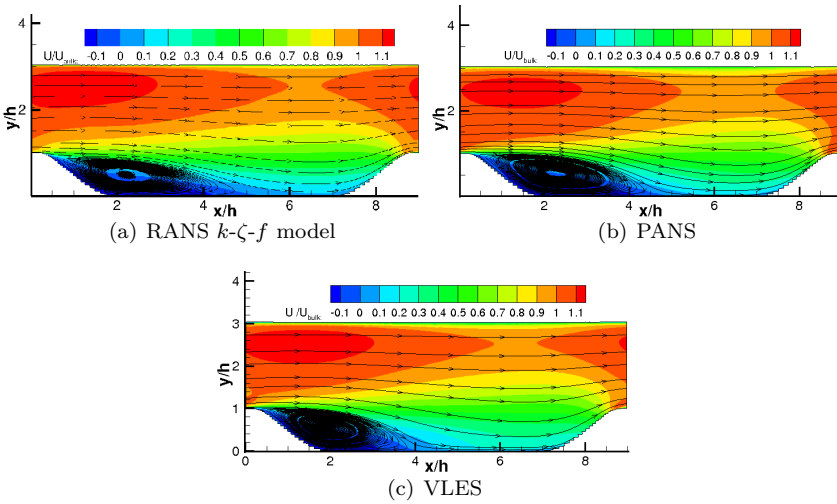 4
U/U bulk: -0.1 0 0.1 0.2 0.3 0.4 0.5 0.6 0.7 0.8 0.9 1 1.1
y/h
2
2 4 6 8
x/h
(a) RANS k-ζ-f model
4
U/U bulk: -0.1 0 0.1 0.2 0.3 0.4 0.5 0.6 0.7 0.8 0.9 1 1.1
y/h
2
2 4 6 8
x/h
(b) PANS
4
U/U bulk: -0.1 0 0.1 0.2 0.3 0.4 0.5 0.6 0.7 0.8 0.9 1 1.1
3
y/h
2
1
0
0 2 4 6 8
x/h
(c) VLES